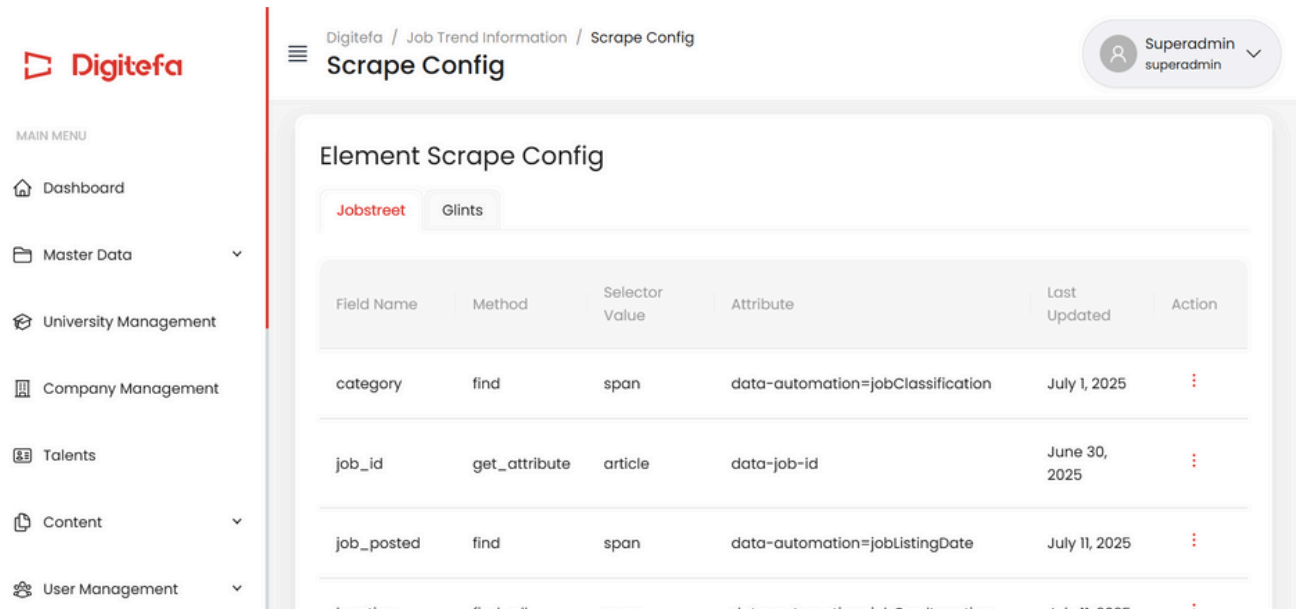 Digitefa
MAIN MENU
Dashboard
Master Data
University Management
Company Management
Talents
Content
User Management
Digitefa / Job Trend Information / Scrape Config
Scrape Config
Superadmin
superadmin
Element Scrape Config
Jobstreet Glints
Field Name Method Selector Value Attribute Last Updated Action
category find span data-automation=jobClassification July 1, 2025
job_id get_attribute article data-job-id June 30, 2025
job_posted find span data-automation=jobListingDate July 11, 2025